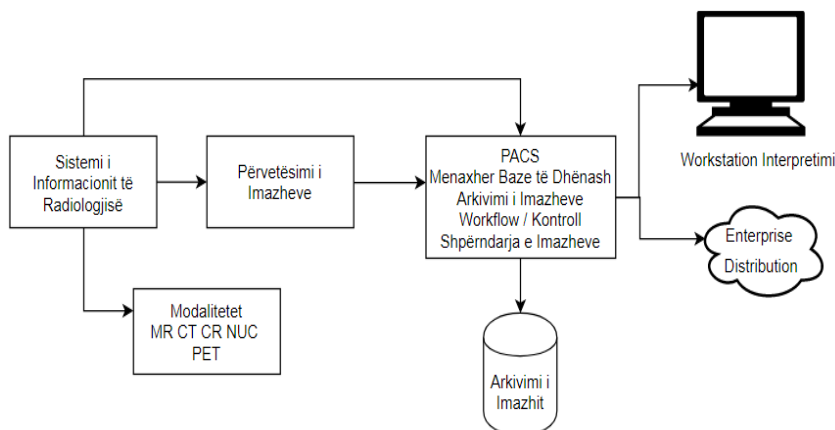 Sistemi i
Informacionit të
Radiologjisë
Përvetësimi i
Imazheve
PACS
Menaxher Baze të Dhënash
Arkivimi i Imazheve
Workflow / Kontroll
Shpërndarja e Imazheve
Workstation Interpretimi
Enterprise
Distribution
Modalitetet
MR CT CR NUC
PET
Arkivimi i
Imazhit